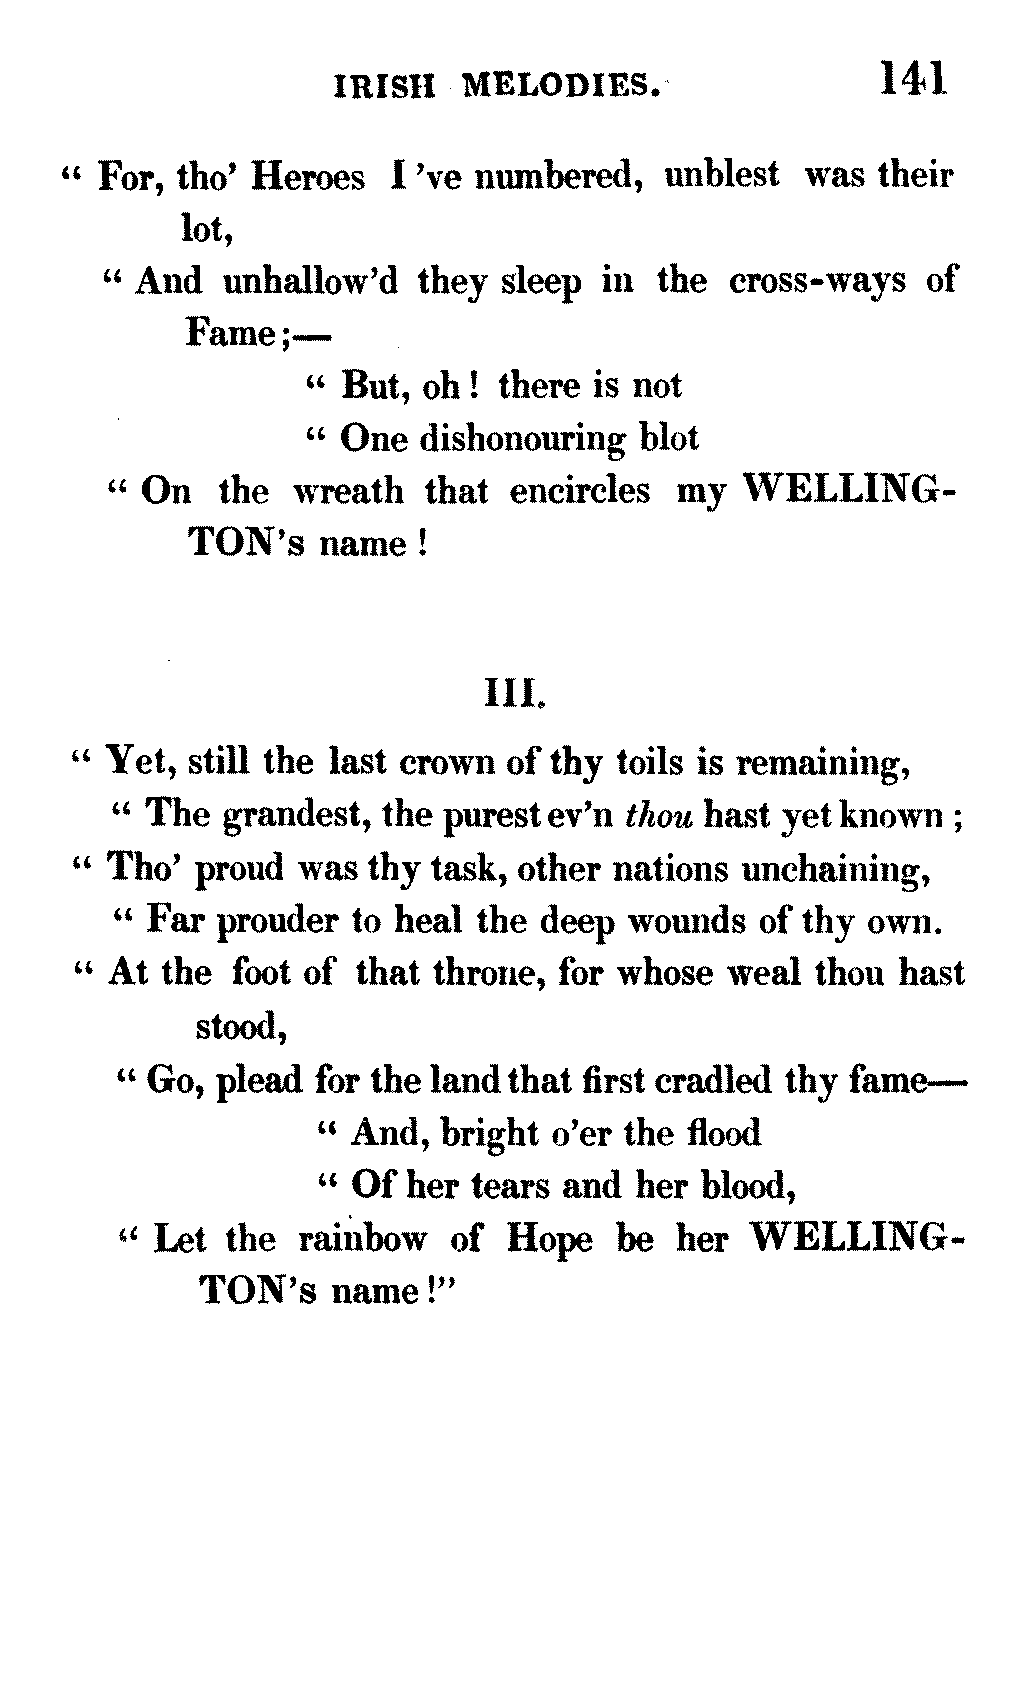 IRISH MELODIES. 141
“ For, tho’ Heroes I ’ve numbered, unblest was their
lot,
“ And unhallow’d they sleep in the cross-ways of
Fame;—
“ But, oh! there is not
“ One dishonouring blot
“ On the wreath that encircles my WELLING-
TON’s name!
III.
“ Yet, still the last crown of thy toils is remaining,
“ The grandest, the purest ev’n thou hast yet known;
“ Tho’ proud was thy task, other nations unchaining,
“ Far prouder to heal the deep wounds of thy own.
“ At the foot of that throne, for whose weal thou hast
stood,
“ Go, plead for the land that first cradled thy fame—
“ And, bright o’er the flood
“ Of her tears and her blood,
“ Let the rainbow of Hope be her WELLING-
TON’s name!”